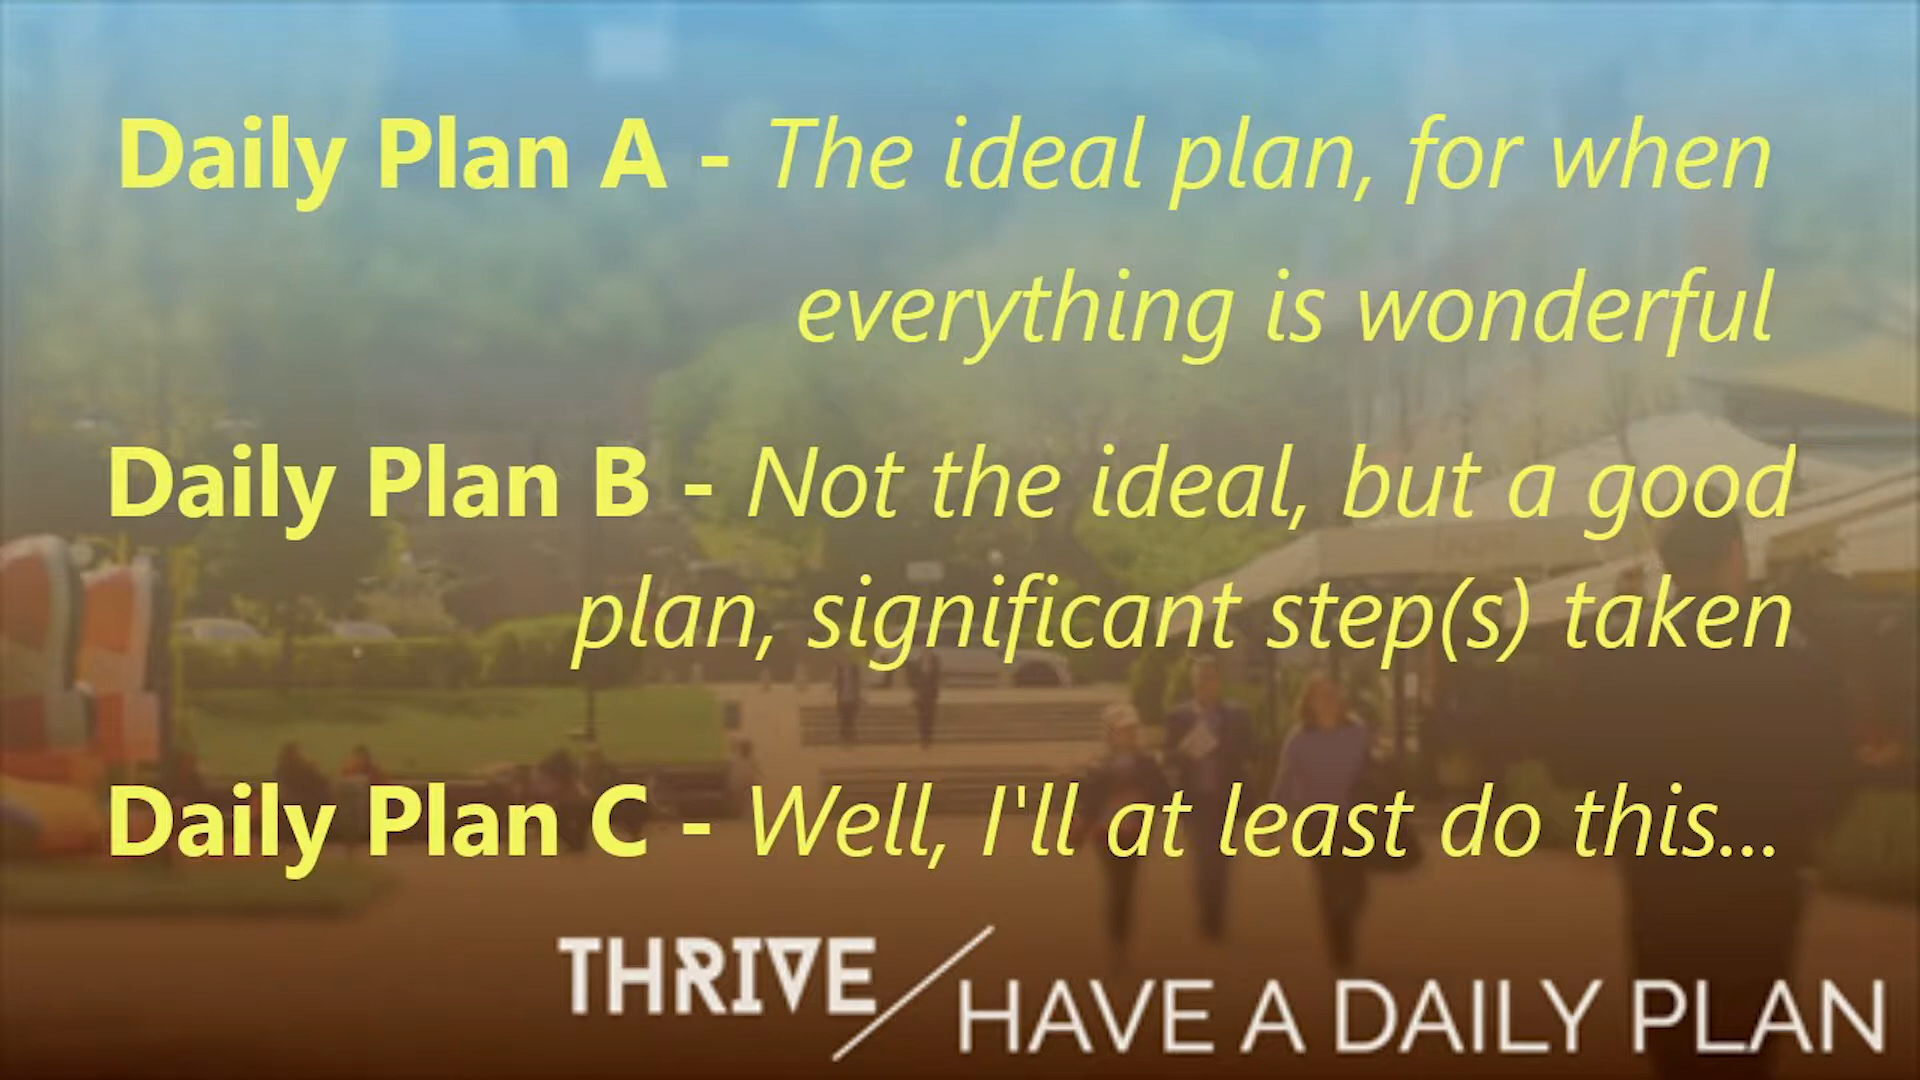 Daily Plan A - The ideal plan, for when
everything is wonderful
Daily Plan B - Not the ideal, but a good
plan, significant step(s) taken
Daily Plan C - Well, I'll at least do this...
THRIVE
HAVE A DAILY PLAN